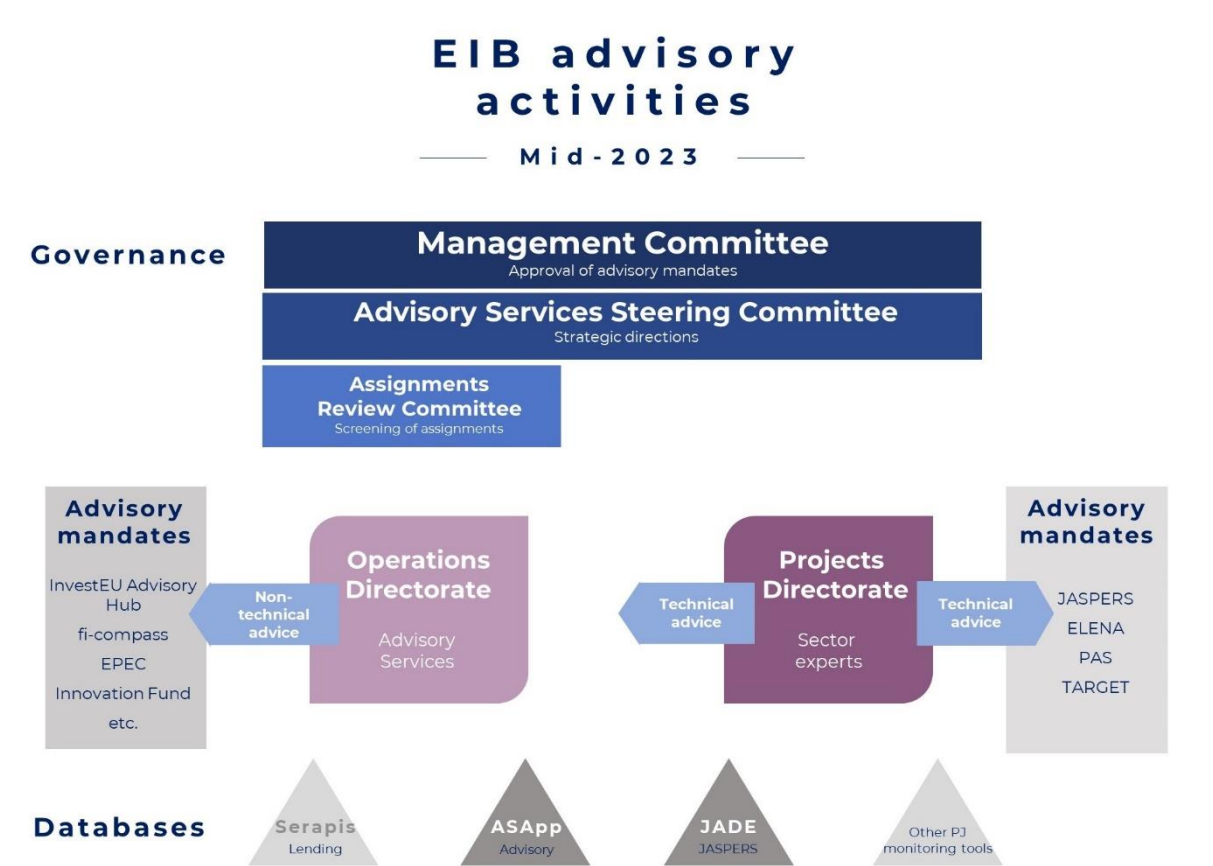 EIB advisory
activities
Mid-2023
Governance
Management Committee
Approval of advisory mandates
Advisory Services Steering Committee
Strategic directions
Assignments
Review Committee
Screening of assignments
Advisory
mandates
InvestEU Advisory
Hub
fi-compass
EPEC
Innovation Fund
etc.
Non-
technical
advice
Operations
Directorate
Advisory
Services
Technical
advice
Projects
Directorate
Sector
experts
Technical
advice
Advisory
mandates
JASPERS
ELENA
PAS
TARGET
Databases
Serapis
Lending
ASApp
Advisory
JADE
JASPERS
Other PJ
monitoring tools